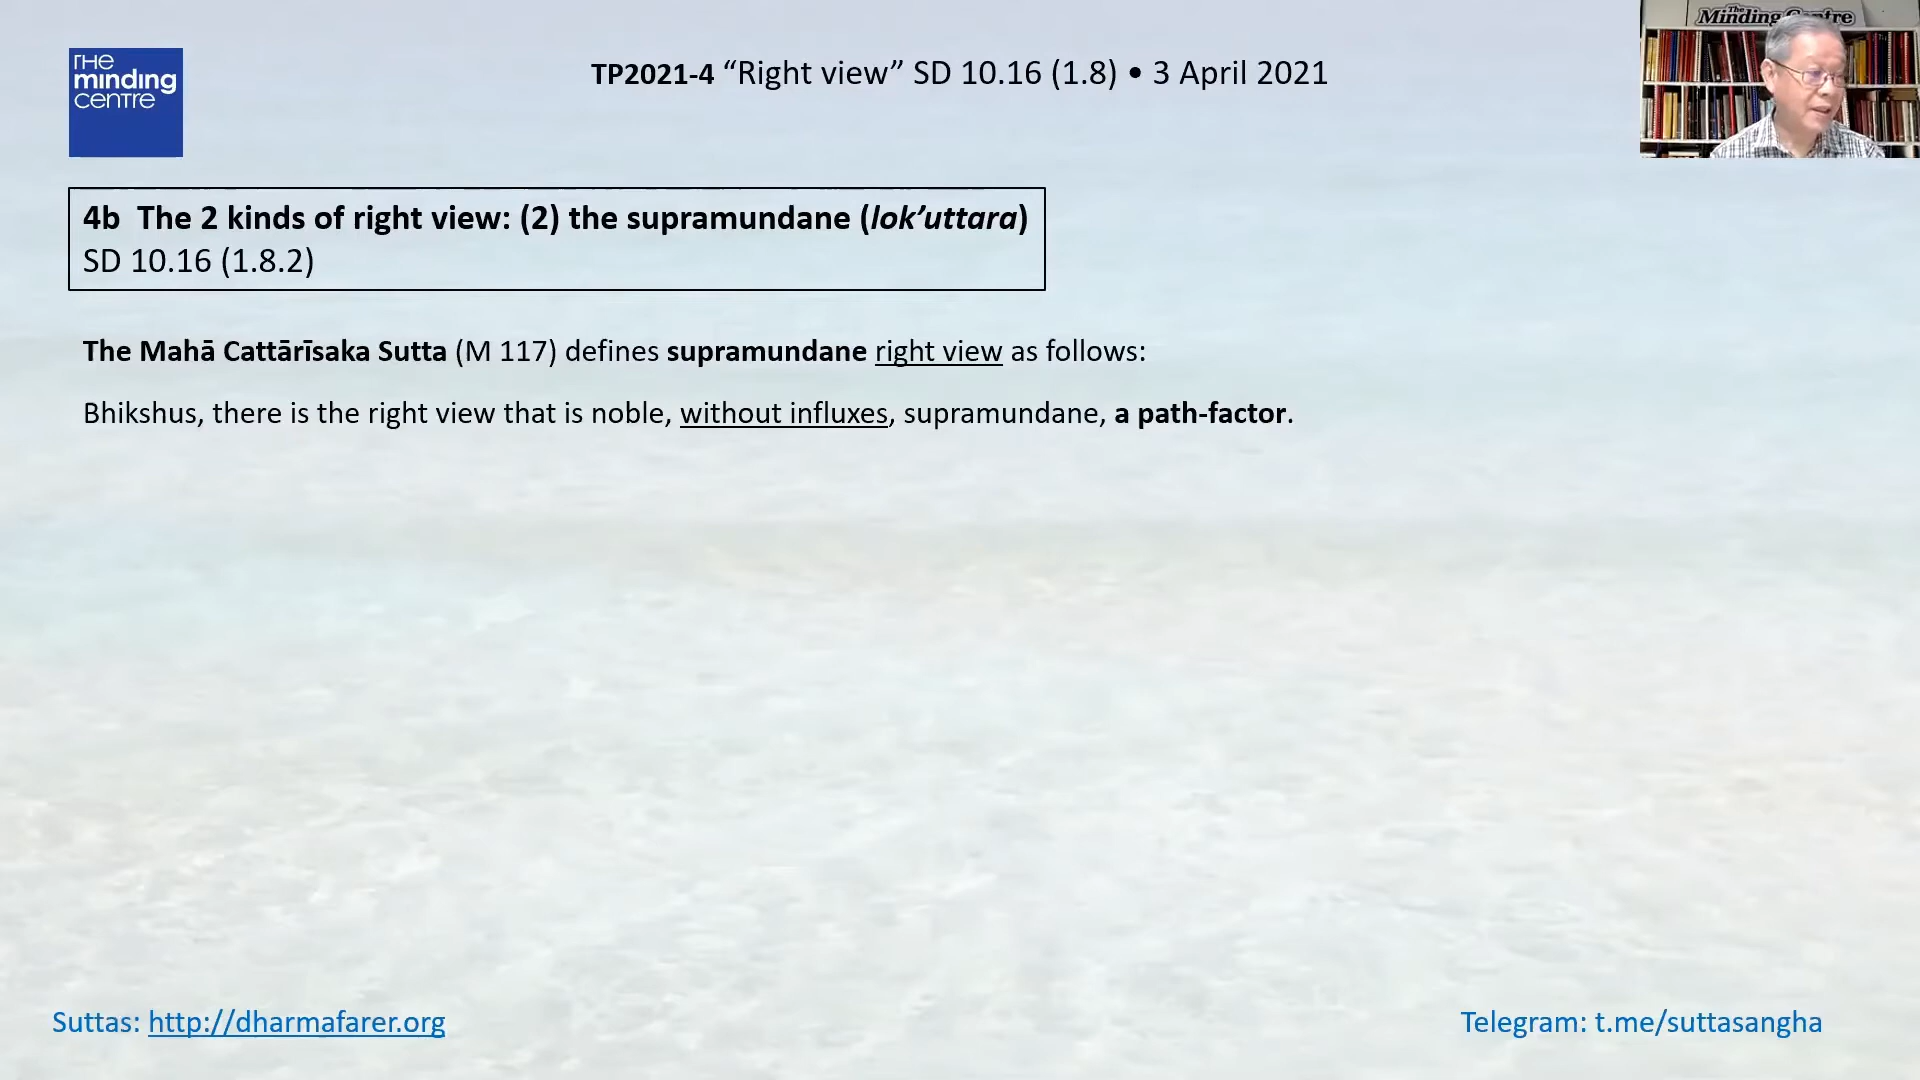 THE
minding
centre
TP2021-4 “Right view” SD 10.16 (1.8) • 3 April 2021
The
Minding Centre
4b  The 2 kinds of right view: (2) the supramundane (lok’uttara)
SD 10.16 (1.8.2)
The Mahā Cattārīsaka Sutta (M 117) defines supramundane right view as follows:
Bhikshus, there is the right view that is noble, without influxes, supramundane, a path-factor.
Suttas: http://dharmafarer.org
Telegram: t.me/suttasangha